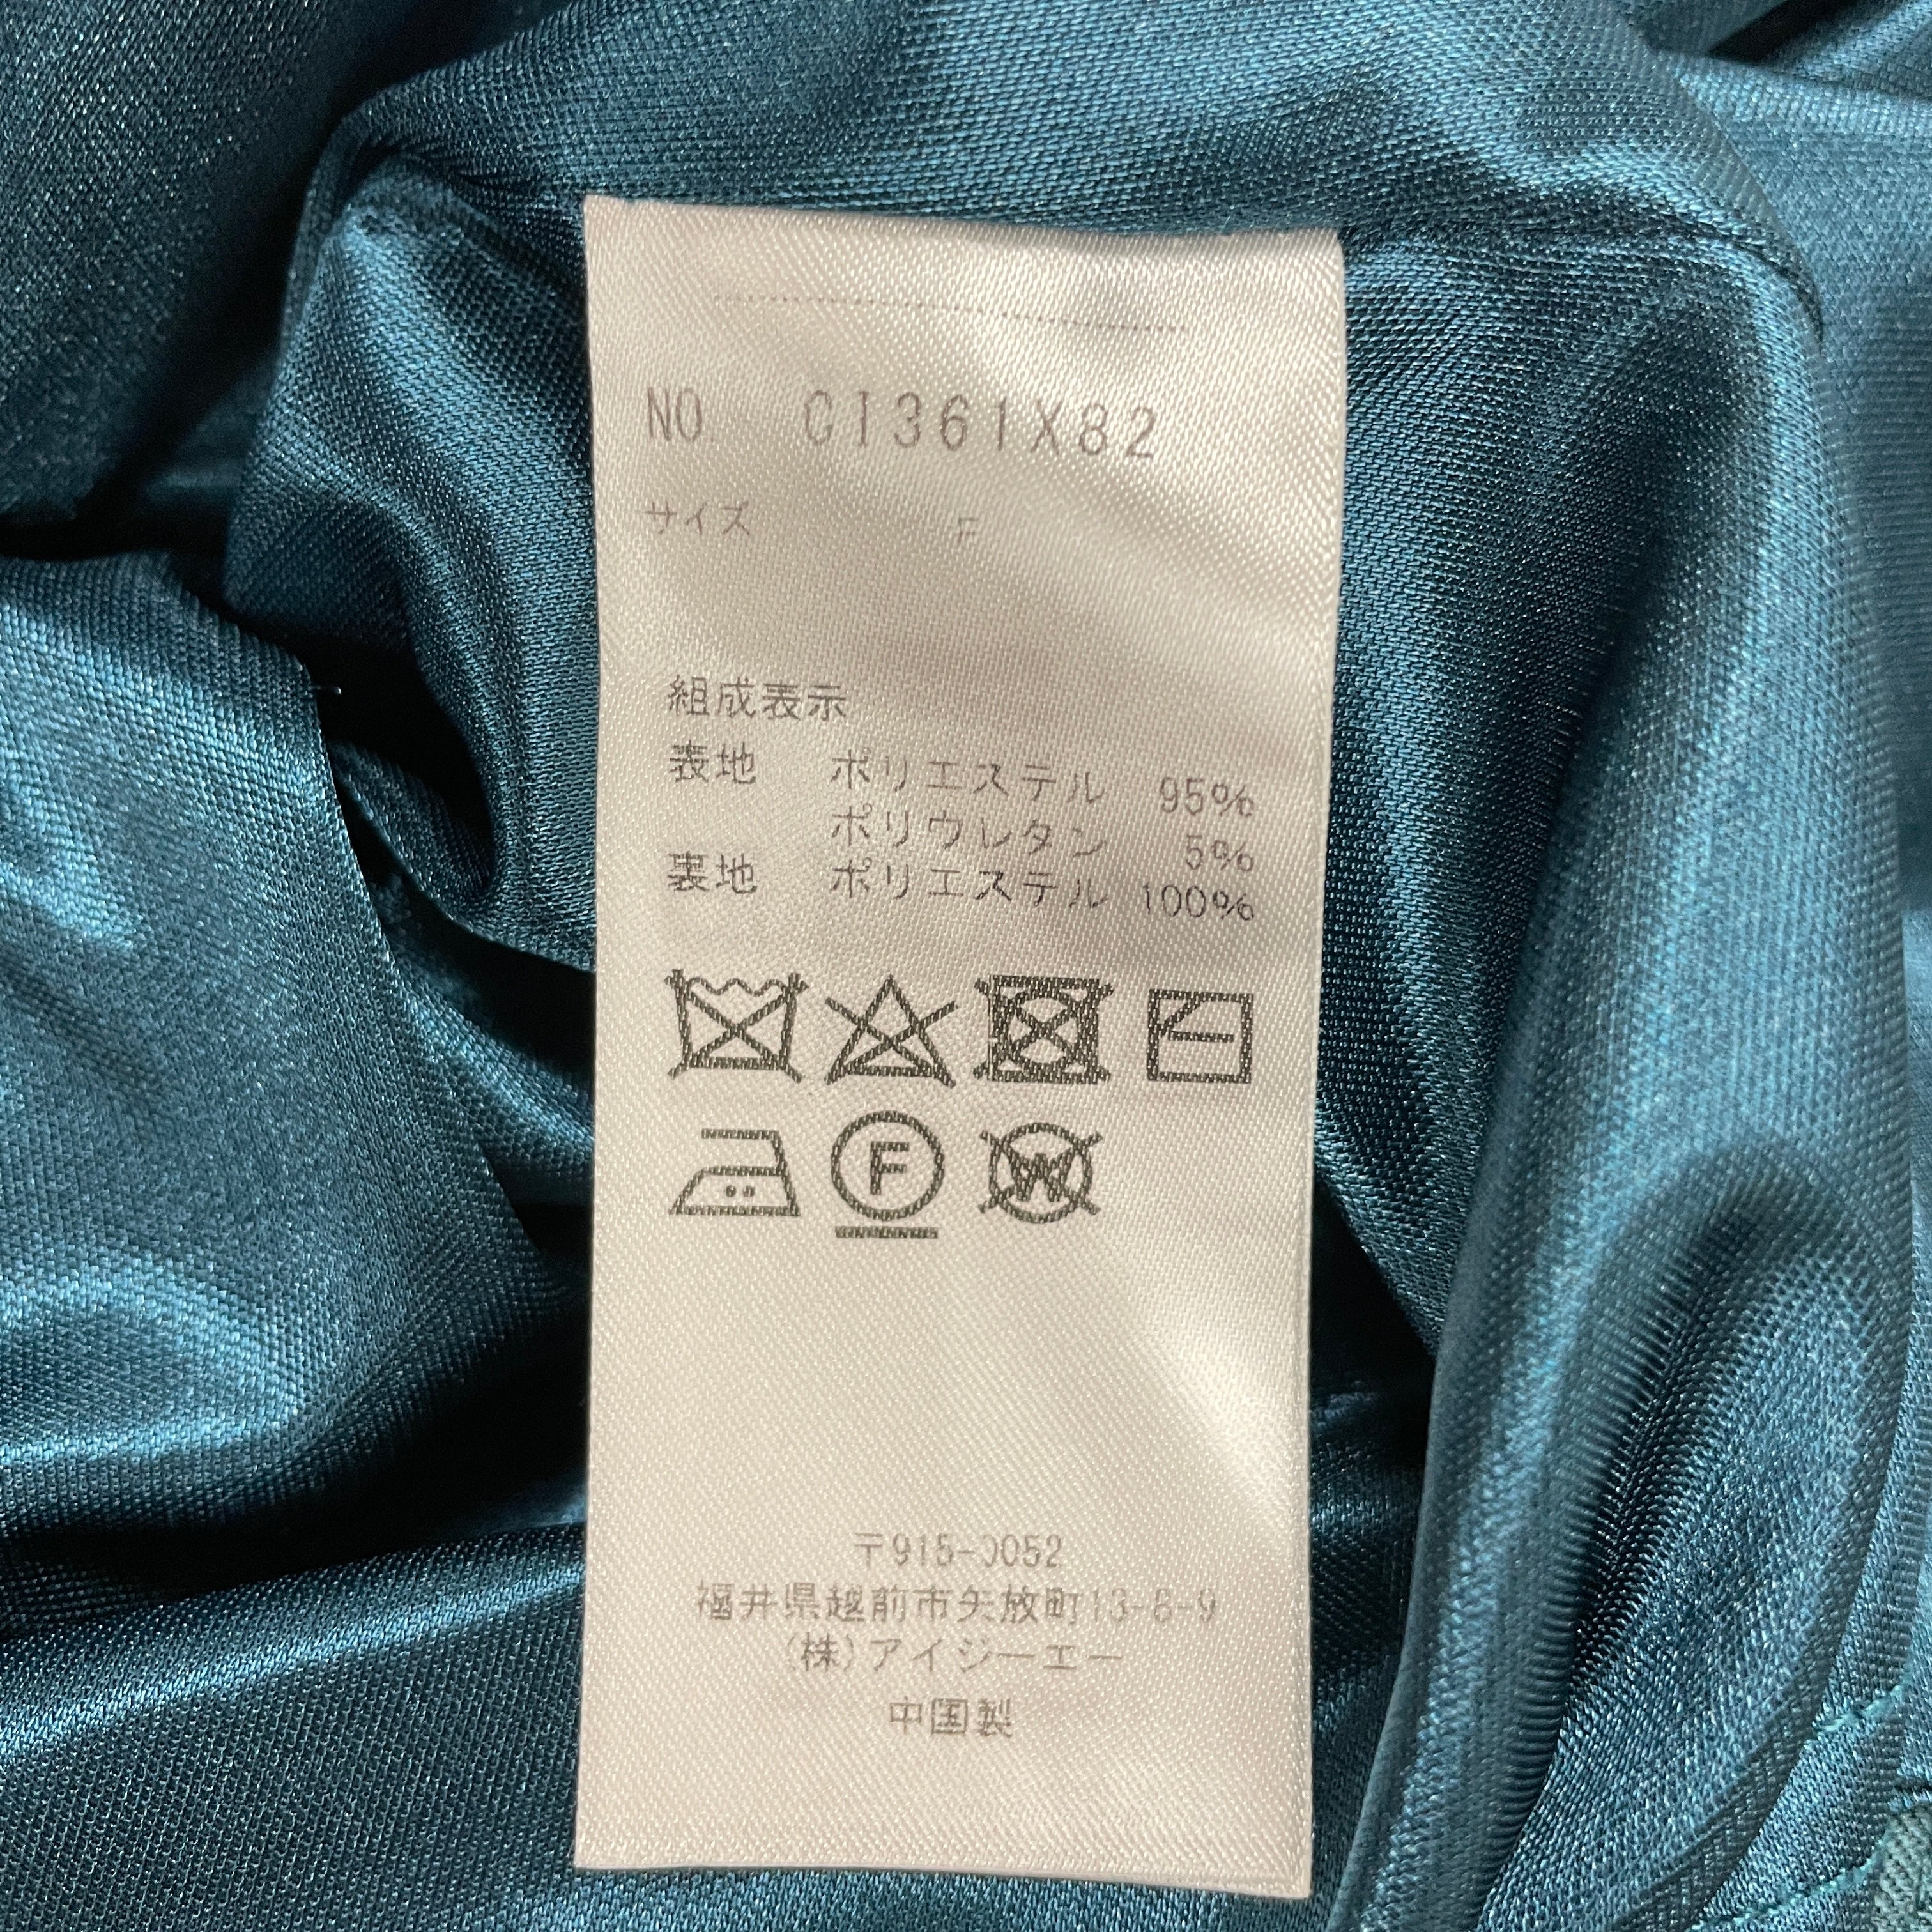 NO. CI361X82
サイズ F
組成表示
表地 ポリエステル 95%
ポリウレタン 5%
裏地 ポリエステル 100%
F
W
〒915-0052
福井県越前市矢放町13-8-9
(株)アイジーエー
中国製